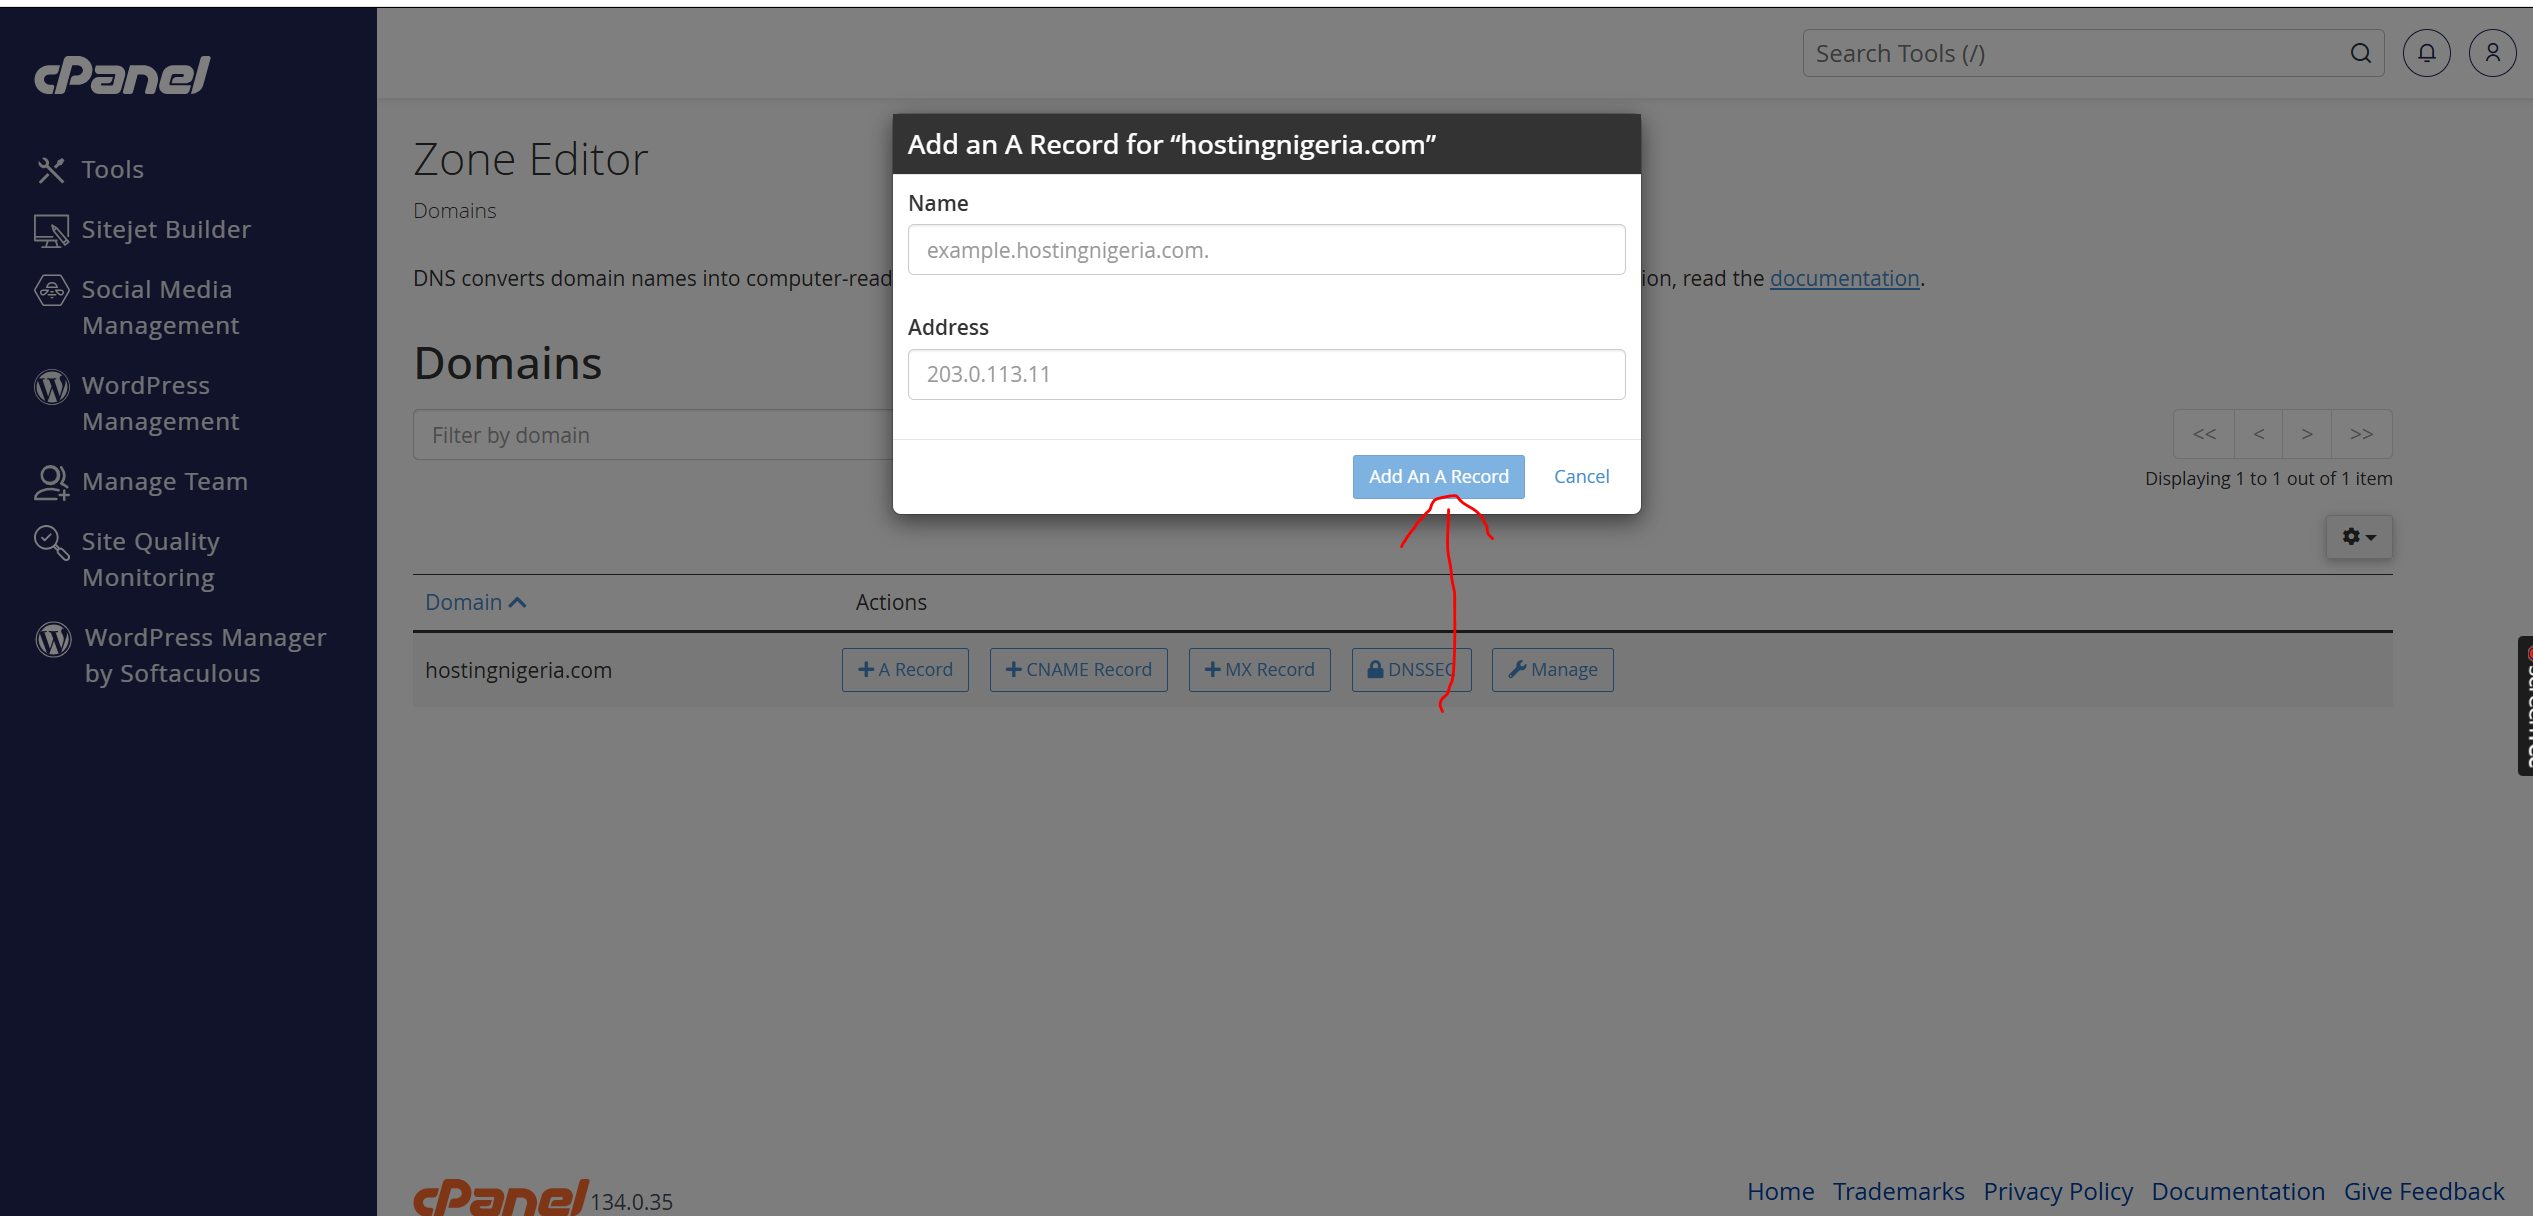 cPanel
Tools
Sitejet Builder
Social Media
Management
WordPress
Management
Manage Team
Site Quality
Monitoring
WordPress Manager
by Softaculous
Search Tools (/)
Zone Editor
Domains
DNS converts domain names into computer-read
ion, read the documentation.
Domains
Filter by domain
<< < > >>
Displaying 1 to 1 out of 1 item
Add an A Record for “hostingnigeria.com”
Name
example.hostingnigeria.com.
Address
203.0.113.11
Add An A Record Cancel
Domain Actions
hostingnigeria.com A Record CNAME Record MX Record DNSSEC Manage
cPanel 134.0.35
Home Trademarks Privacy Policy Documentation Give Feedback